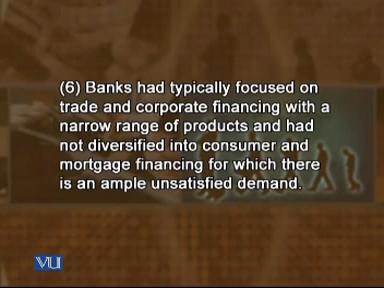 (6) Banks had typically focused on
trade and corporate financing with a
narrow range of products and had
not diversified into consumer and
mortgage financing for which there
is an ample unsatisfied demand.
VU